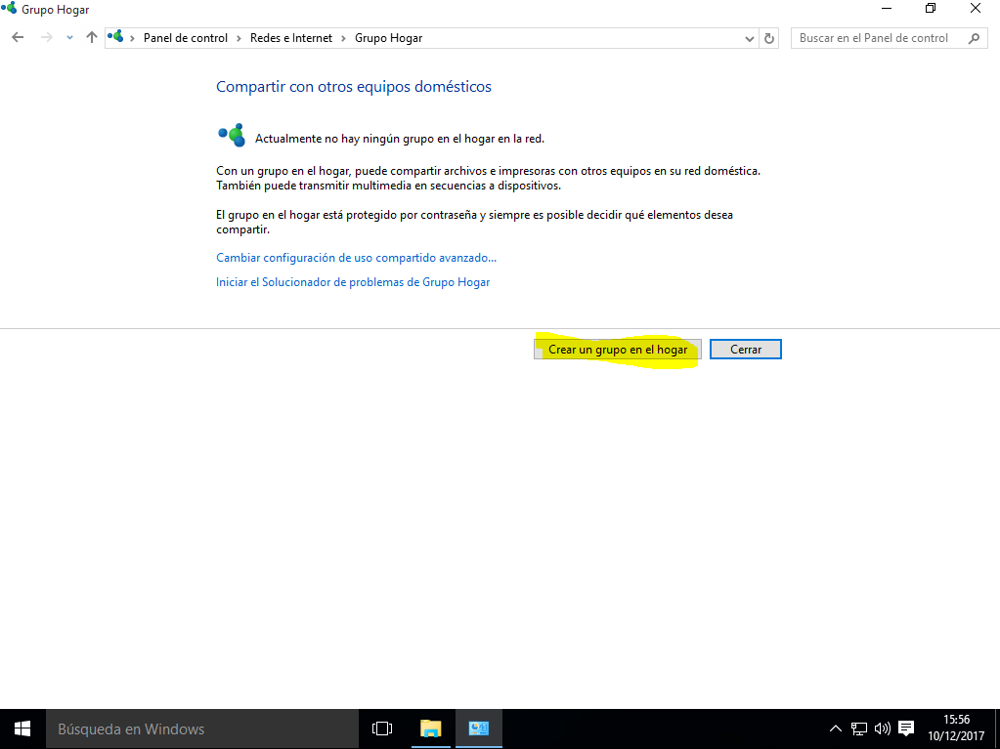 Grupo Hogar
Panel de control > Redes e Internet > Grupo Hogar
Buscar en el Panel de control
Compartir con otros equipos domésticos
Actualmente no hay ningún grupo en el hogar en la red.
Con un grupo en el hogar, puede compartir archivos e impresoras con otros equipos en su red doméstica.
También puede transmitir multimedia en secuencias a dispositivos.
El grupo en el hogar está protegido por contraseña y siempre es posible decidir qué elementos desea
compartir.
Cambiar configuración de uso compartido avanzado...
Iniciar el Solucionador de problemas de Grupo Hogar
Crear un grupo en el hogar
Cerrar
Búsqueda en Windows
15:56
10/12/2017